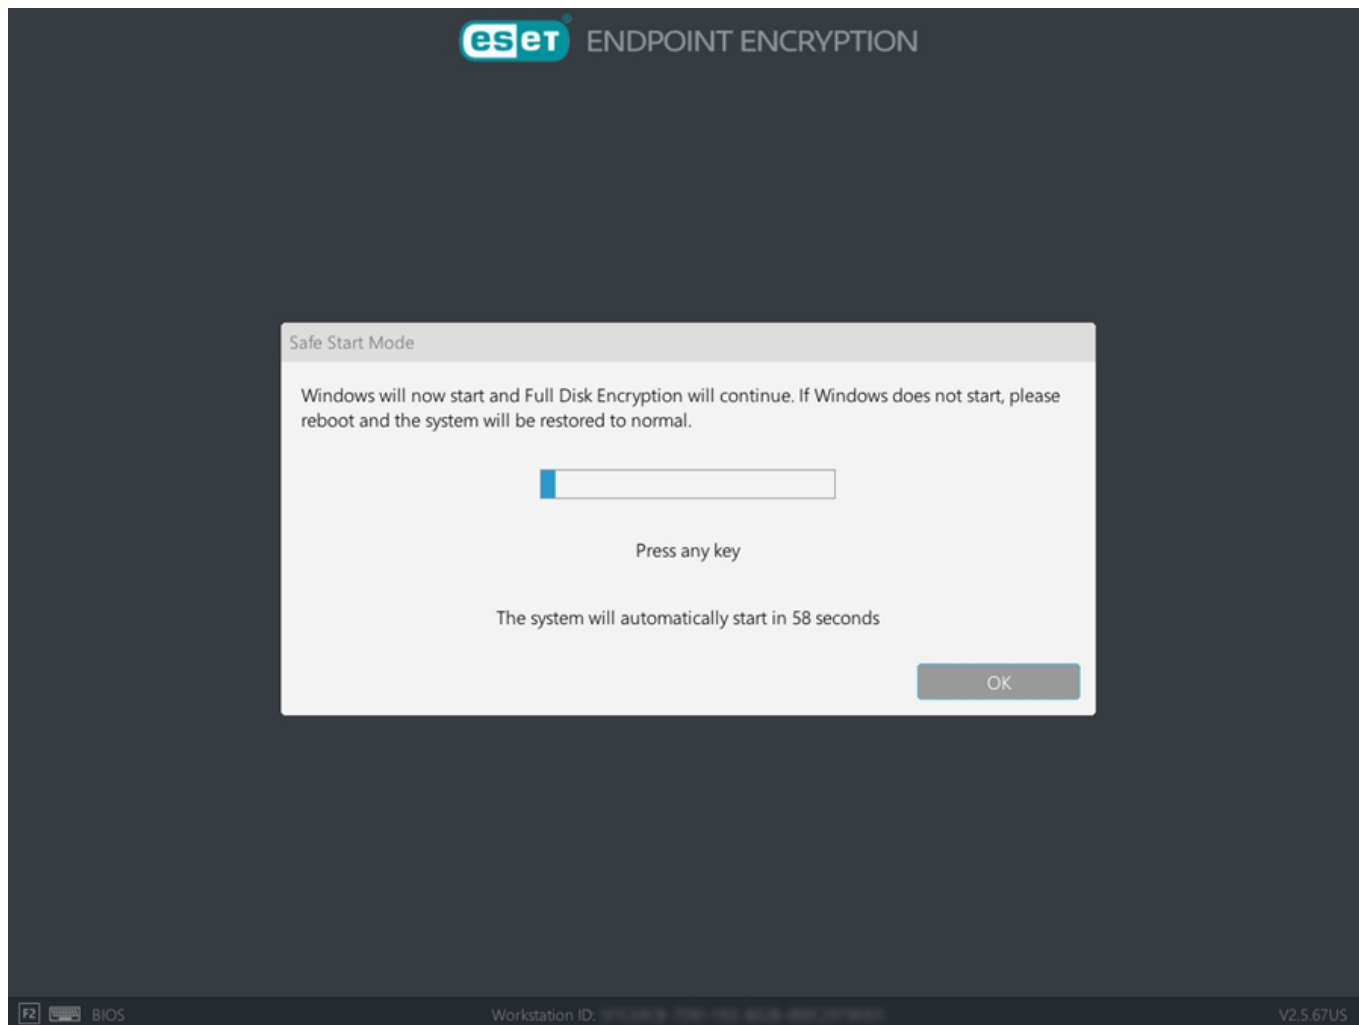 eset® ENDPOINT ENCRYPTION
Safe Start Mode
Windows will now start and Full Disk Encryption will continue. If Windows does not start, please
reboot and the system will be restored to normal.
Press any key
The system will automatically start in 58 seconds
OK
F2 BIOS Workstation ID: V2.5.67US